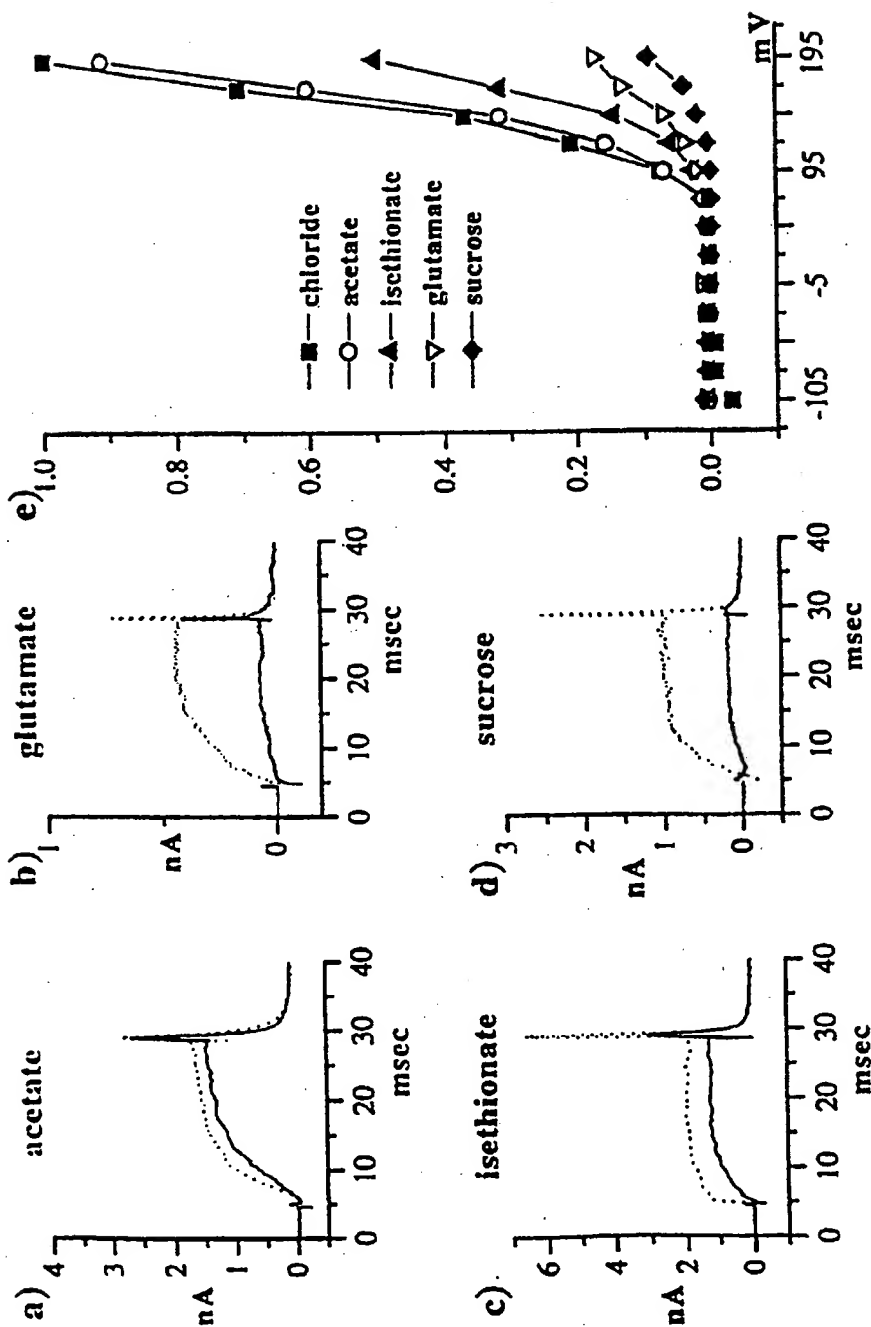 a)
acetate
4
3
2
1
0
nA
0 10 20 30 40
msec
b)
glutamate
1
nA
0
0 10 20 30 40
msec
c)
isethionate
6
4
2
0
nA
0 10 20 30 40
msec
d)
sucrose
3
2
1
0
nA
0 10 20 30 40
msec
e)
1.0
0.8
0.6
0.4
0.2
0.0
chloride
acetate
isethionate
glutamate
sucrose
-105 -5 95 195
mV